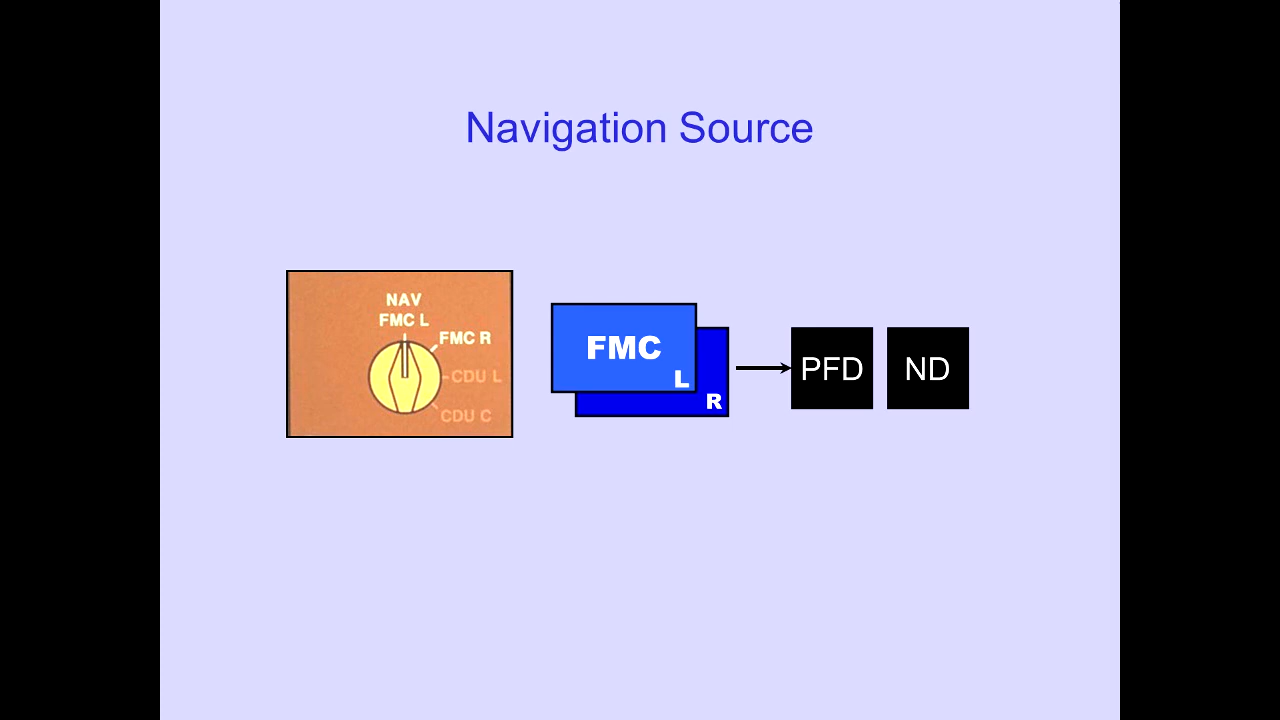 Navigation Source
NAV
FMC L
FMC R
CDU L
CDU C
FMC
L
R
PFD
ND